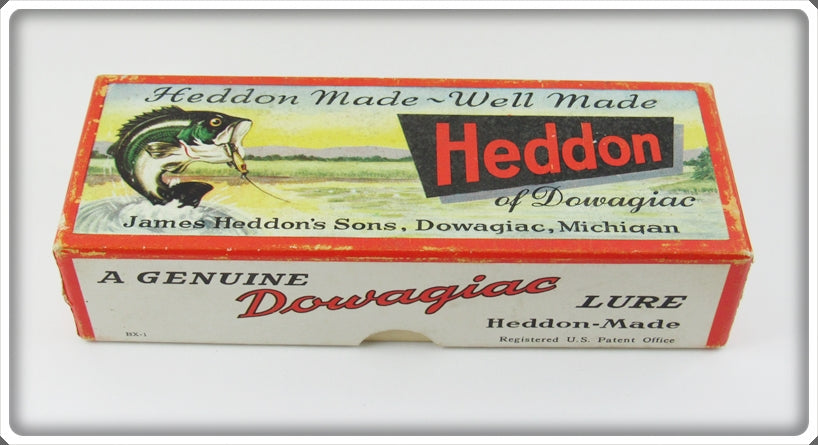 Heddon Made ~ Well Made
Heddon
of Dowagiac
James Heddon's Sons, Dowagiac, Michigan
A GENUINE
Dowagiac
LURE
Heddon-Made
BX-1
Registered U.S. Patent Office